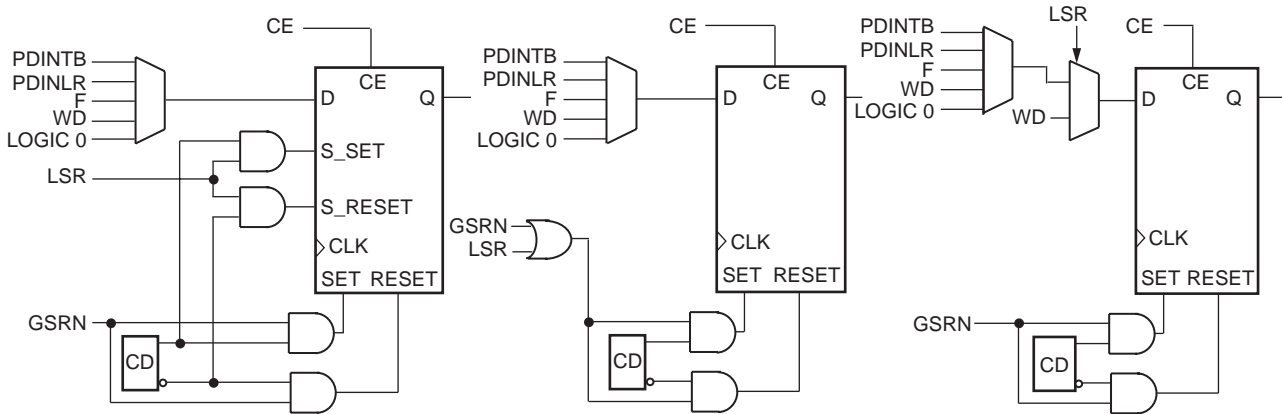 CE
PDINTB
PDINLR
F
WD
LOGIC 0
LSR
GSRN
CD
CE
D
Q
S_SET
S_RESET
CLK
SET RESET
CE
PDINTB
PDINLR
F
WD
LOGIC 0
GSRN
LSR
CD
CE
D
Q
CLK
SET RESET
LSR
CE
PDINTB
PDINLR
F
WD
LOGIC 0
WD
GSRN
CD
CE
D
Q
CLK
SET RESET